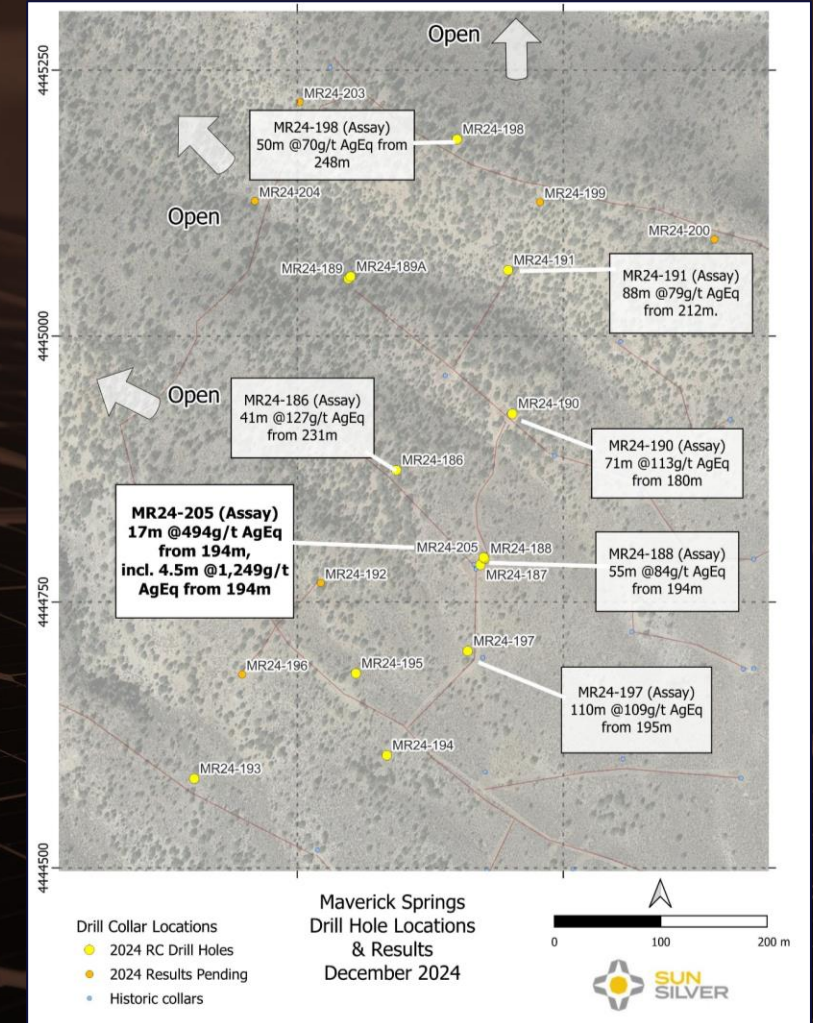 Open
4445250
MR24-203
MR24-198 (Assay)
50m @70g/t AgEq from
248m
MR24-198
MR24-204
MR24-199
Open
MR24-200
MR24-189
MR24-189A
MR24-191
MR24-191 (Assay)
88m @79g/t AgEq
from 212m.
4445000
Open
MR24-186 (Assay)
41m @127g/t AgEq
from 231m
MR24-190
MR24-186
MR24-190 (Assay)
71m @113g/t AgEq
from 180m
MR24-205 (Assay)
17m @494g/t AgEq
from 194m,
incl. 4.5m @1,249g/t
AgEq from 194m
MR24-205
MR24-188
MR24-187
MR24-188 (Assay)
55m @84g/t AgEq
from 194m
MR24-192
4444750
MR24-197
MR24-196
MR24-195
MR24-197 (Assay)
110m @109g/t AgEq
from 195m
MR24-194
MR24-193
4444500
Maverick Springs
Drill Hole Locations
& Results
December 2024
Drill Collar Locations
2024 RC Drill Holes
2024 Results Pending
Historic collars
0 100 200 m
SUN
SILVER